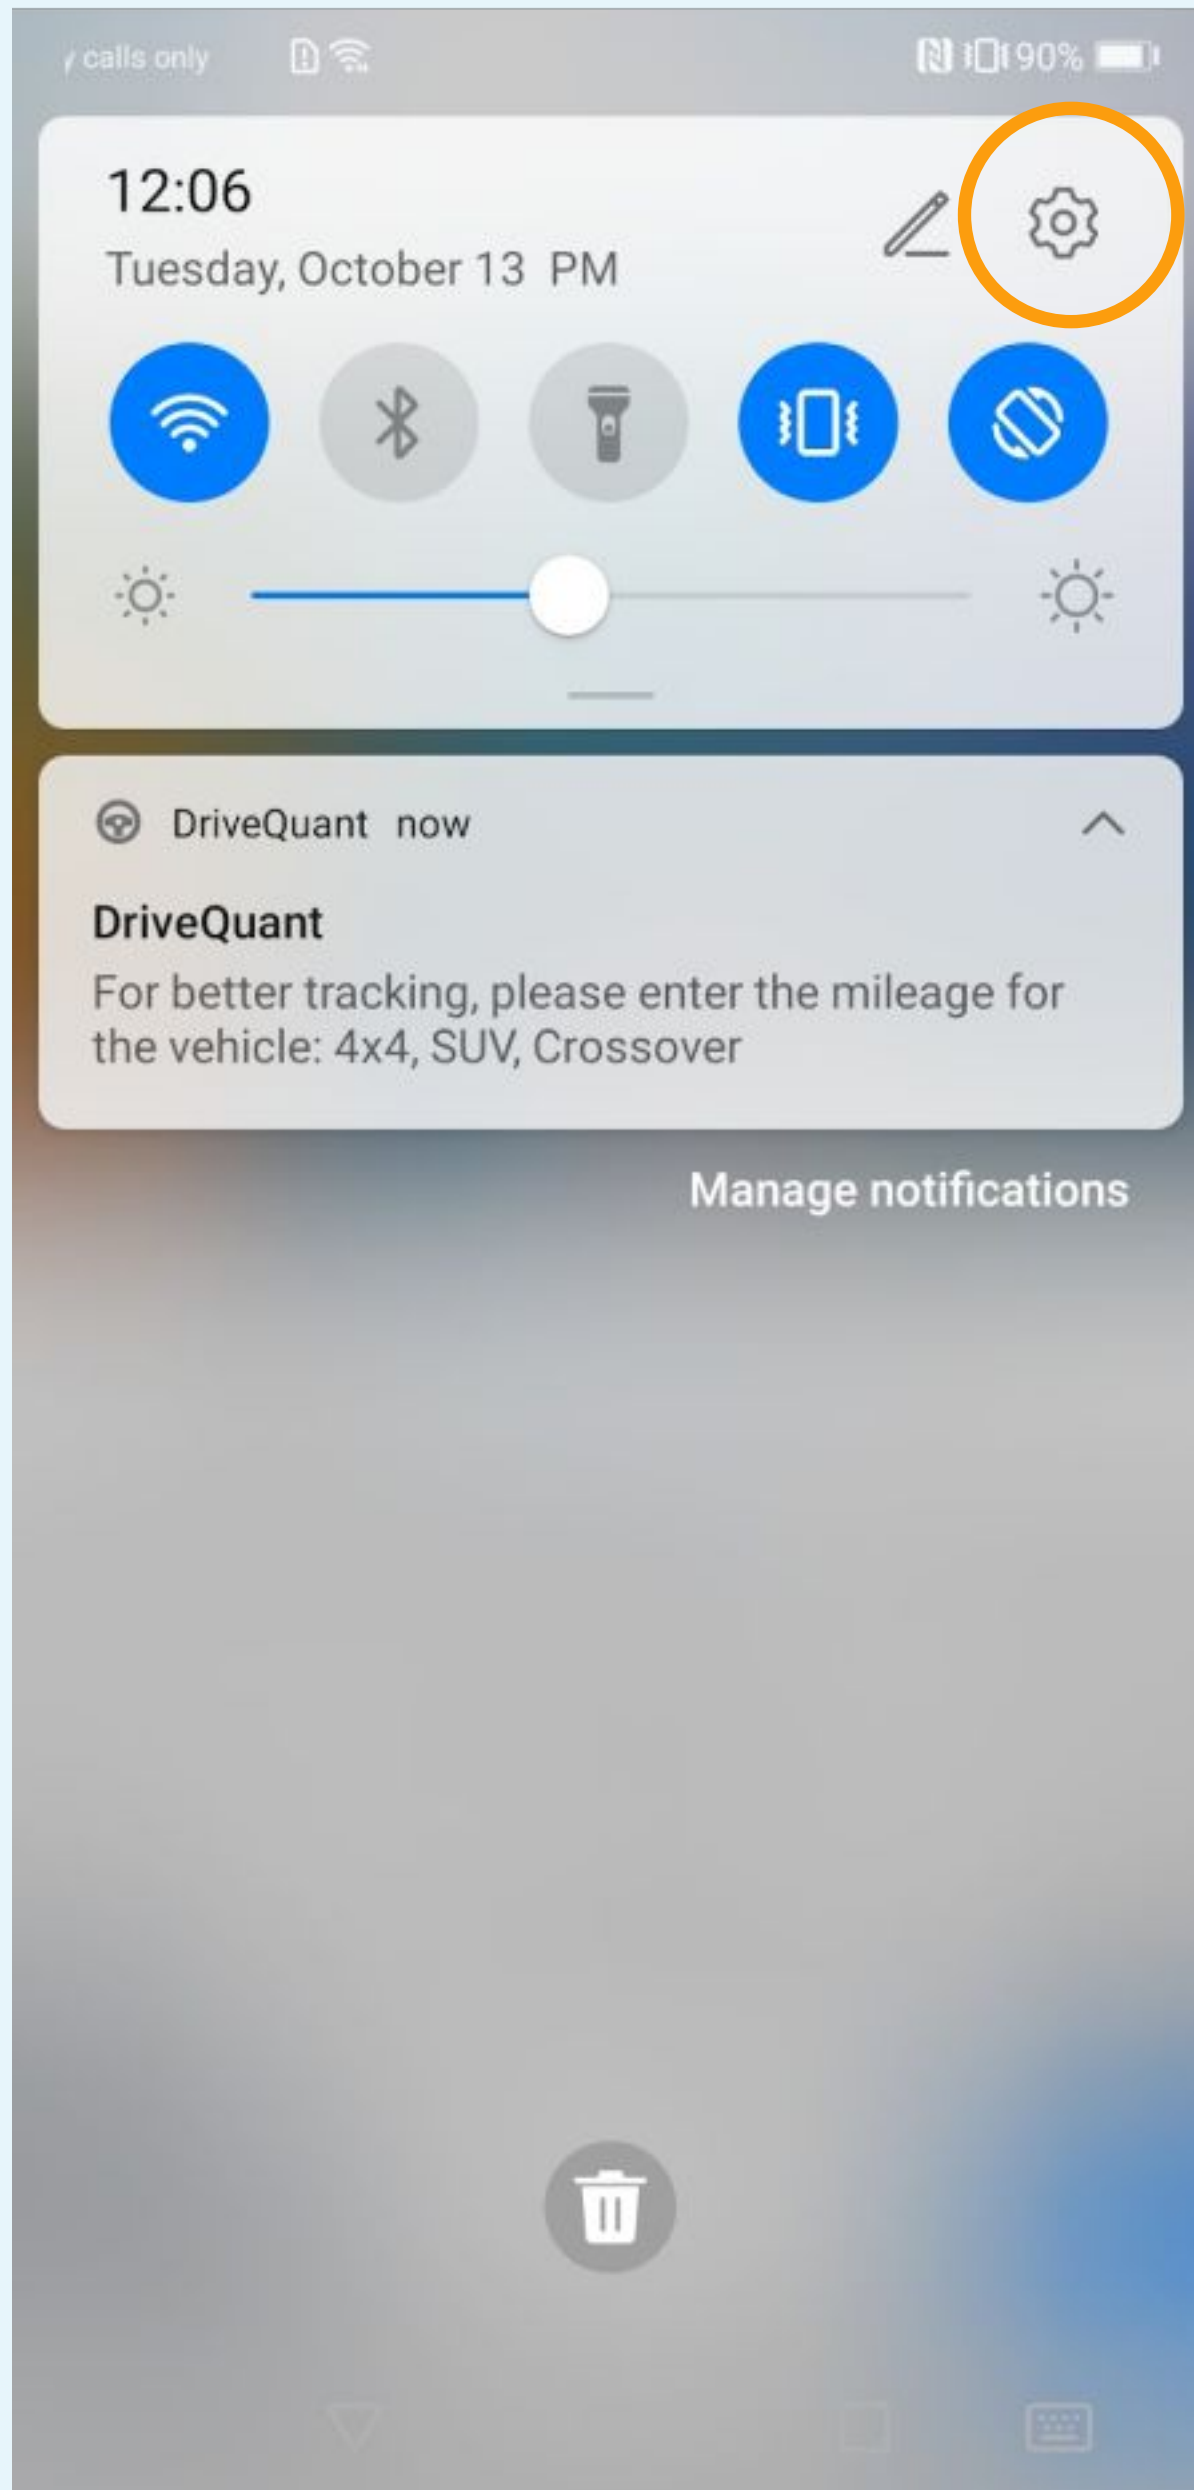 calls only
90%
12:06
Tuesday, October 13 PM
DriveQuant now
DriveQuant
For better tracking, please enter the mileage for
the vehicle: 4x4, SUV, Crossover
Manage notifications